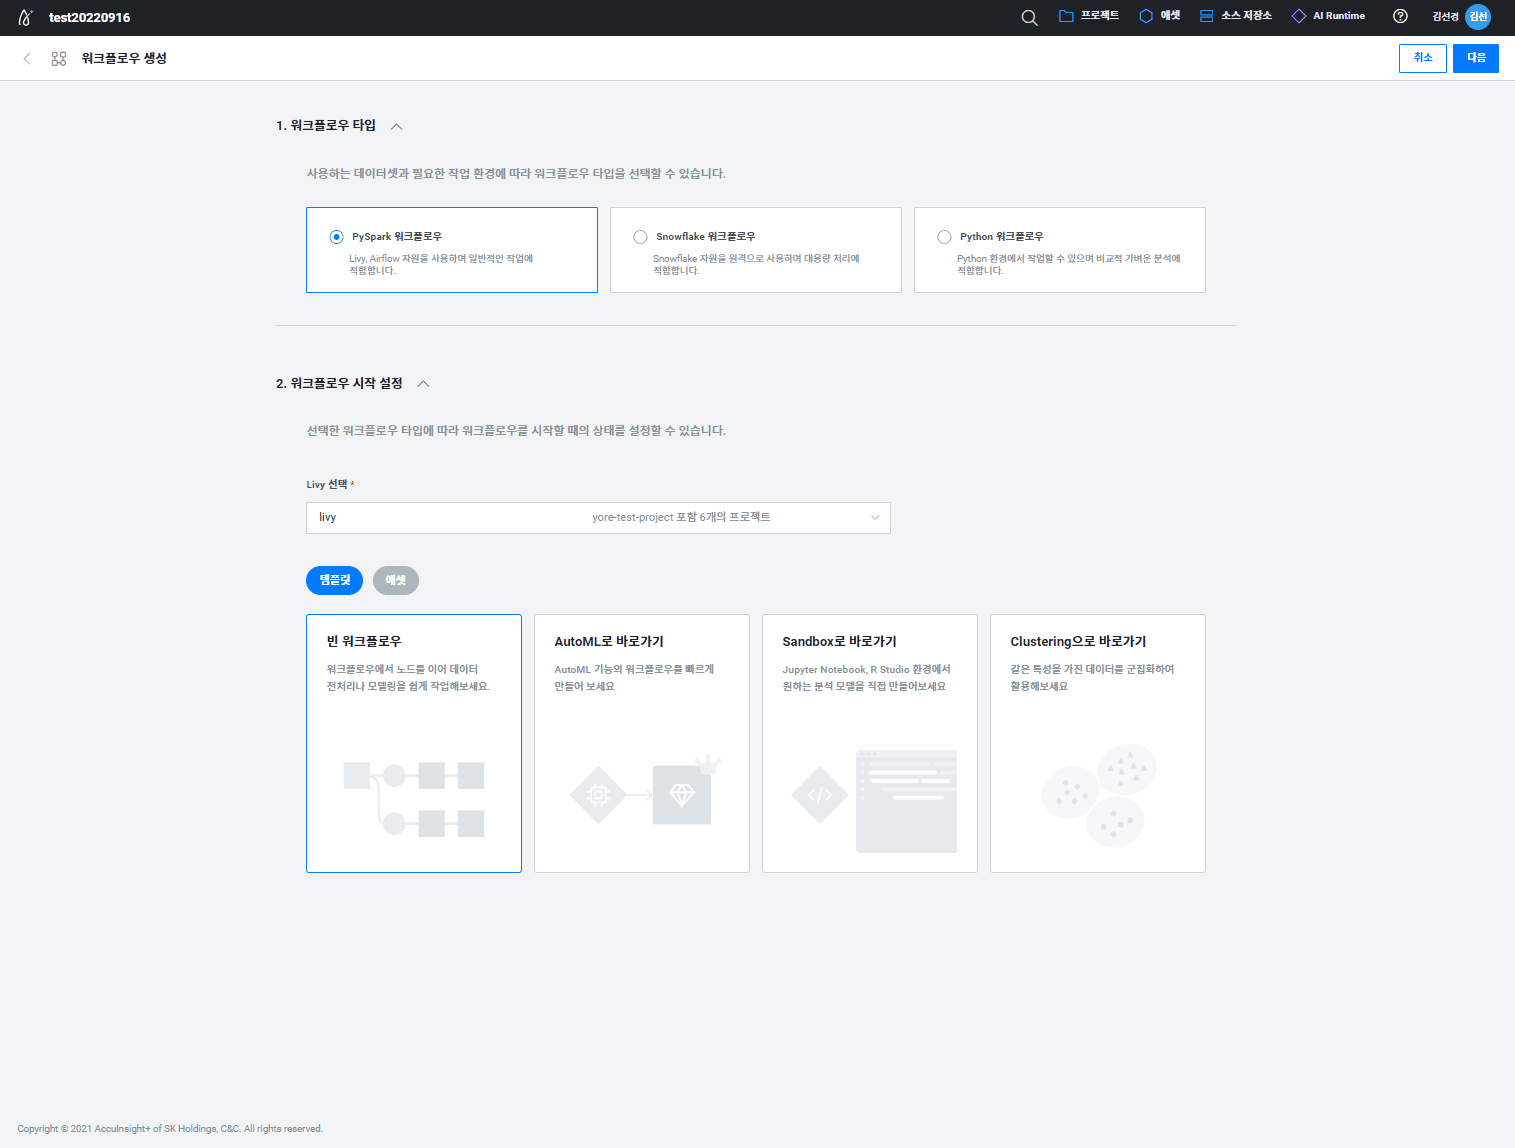 test20220916
프로젝트
애셋
소스 저장소
AI Runtime
김선경
김선
워크플로우 생성
취소
다음
1. 워크플로우 타입
사용하는 데이터셋과 필요한 작업 환경에 따라 워크플로우 타입을 선택할 수 있습니다.
PySpark 워크플로우
Livy, Airflow 자원을 사용하며 일반적인 작업에
적합합니다.
Snowflake 워크플로우
Snowflake 자원을 원격으로 사용하며 대용량 처리에
적합합니다.
Python 워크플로우
Python 환경에서 작업할 수 있으며 비교적 가벼운 분석에
적합합니다.
2. 워크플로우 시작 설정
선택한 워크플로우 타입에 따라 워크플로우를 시작할 때의 상태를 설정할 수 있습니다.
Livy 선택 *
livy
yore-test-project 포함 6개의 프로젝트
템플릿
애셋
빈 워크플로우
워크플로우에서 노드를 이어 데이터
전처리나 모델링을 쉽게 작업해보세요.
AutoML로 바로가기
AutoML 기능의 워크플로우를 빠르게
만들어 보세요
Sandbox로 바로가기
Jupyter Notebook, R Studio 환경에서
원하는 분석 모델을 직접 만들어보세요
Clustering으로 바로가기
같은 특성을 가진 데이터를 군집화하여
활용해보세요
Copyright © 2021 AccuInsight+ of SK Holdings, C&C. All rights reserved.